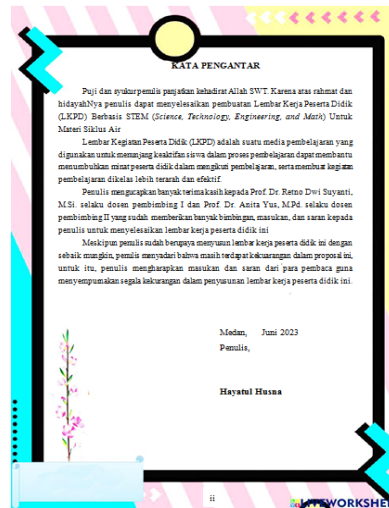 KATA PENGANTAR
Puji dan syukur penulis panjatkan kehadirat Allah SWT. Karena atas rahmat dan
hidayahNya penulis dapat menyelesaikan pembuatan Lembar Kerja Peserta Didik
(LKPD) Berbasis STEM (Science, Technology, Engineering, and Math) Untuk
Materi Siklus Air
Lembar Kegiatan Peserta Didik (LKPD) adalah suatu media pembelajaran yang
digunakan untuk menunjang keaktifan siswa dalam proses pembelajaran dapat membantu
menumbuhkan minat peserta didik dalam mengikuti pembelajaran, serta membuat kegiatan
pembelajaran dikelas lebih terarah dan efektif.
Penulis mengucapkan banyak terima kasih kepada Prof. Dr. Retno Dwi Suyanti,
M.Si. selaku dosen pembimbing I dan Prof. Dr. Anita Yus, M.Pd. selaku dosen
pembimbing II yang sudah memberikan banyak bimbingan, masukan, dan saran kepada
penulis untuk menyelesaikan lembar kerja peserta didik ini
Meskipun penulis sudah berupaya menyusun lembar kerja peserta didik ini dengan
sebaik mungkin, penulis menyadari bahwa masih terdapat kekuarangan dalam proposal ini,
untuk itu, penulis mengharapkan masukan dan saran dari para pembaca guna
menyempurnakan segala kekurangan dalam penyusunan lembar kerja peserta didik ini.
Medan, Juni 2023
Penulis,
Hayatul Husna
ii